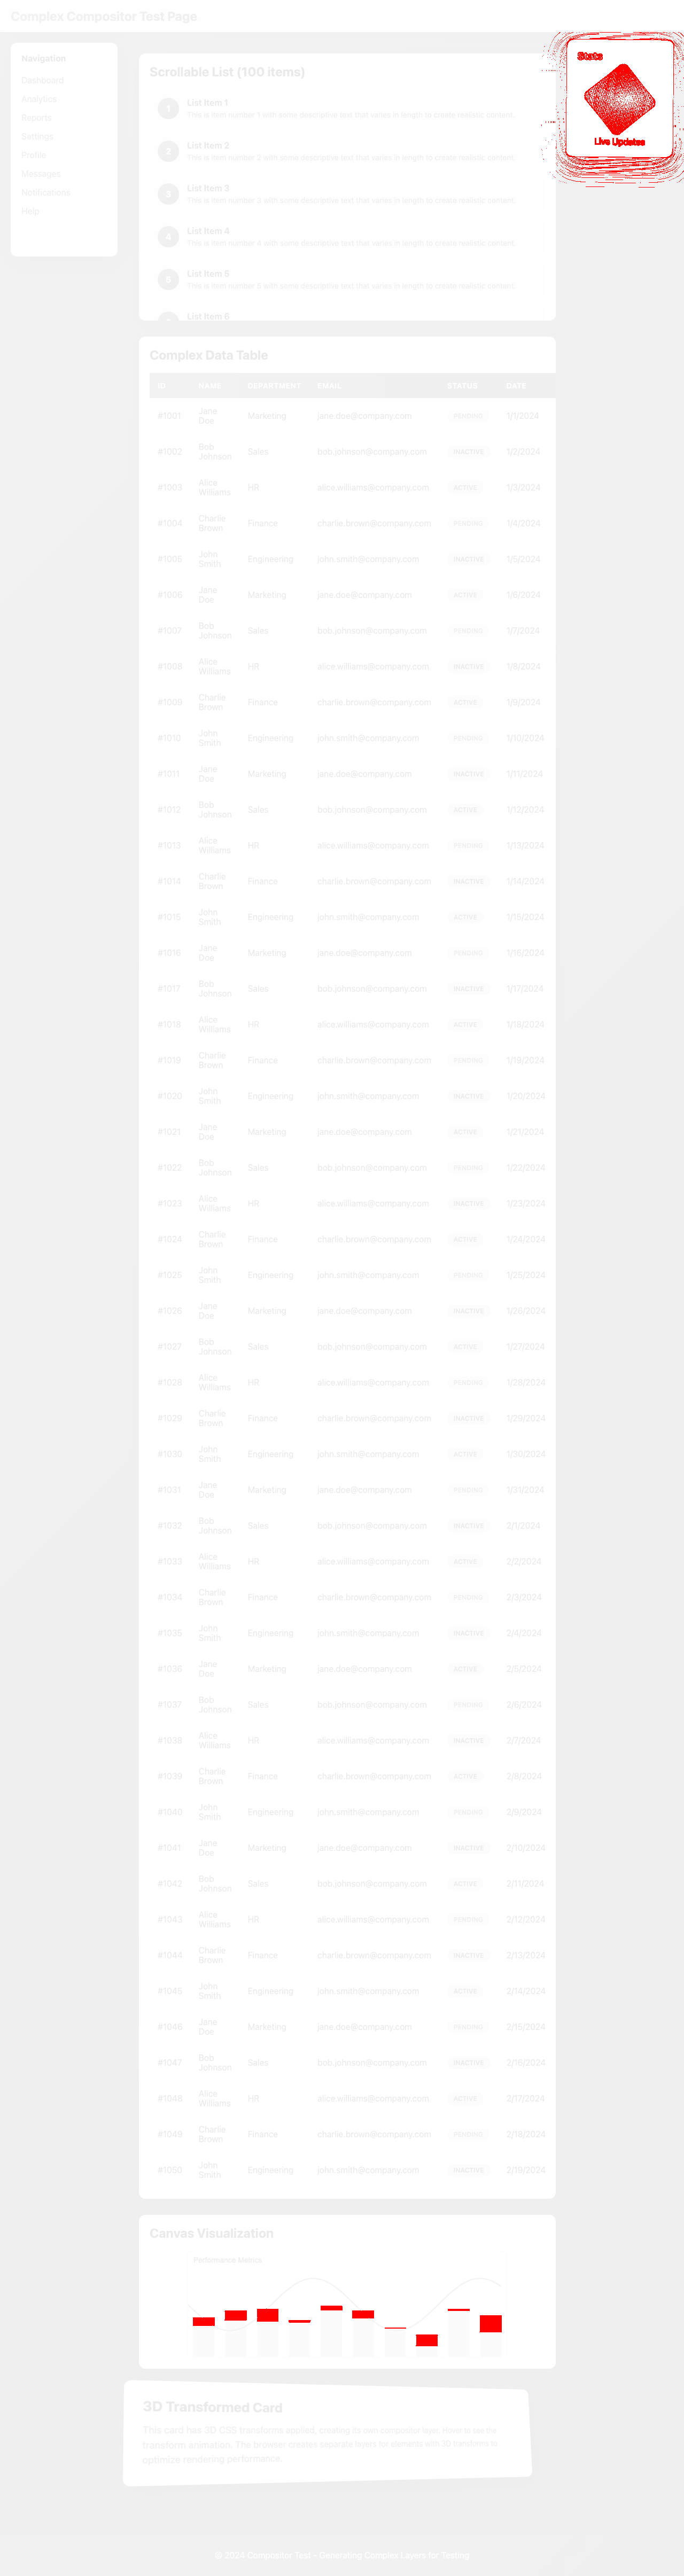 Complex Compositor Test Page
Navigation
Dashboard
Analytics
Reports
Settings
Profile
Messages
Notifications
Help
Scrollable List (100 items)
1
List Item 1
This is item number 1 with some descriptive text that varies in length to create realistic content.
2
List Item 2
This is item number 2 with some descriptive text that varies in length to create realistic content.
3
List Item 3
This is item number 3 with some descriptive text that varies in length to create realistic content.
4
List Item 4
This is item number 4 with some descriptive text that varies in length to create realistic content.
5
List Item 5
This is item number 5 with some descriptive text that varies in length to create realistic content.
List Item 6
Stats
Live Updates
Complex Data Table
ID NAME DEPARTMENT EMAIL STATUS DATE
#1001 Jane Doe Marketing jane.doe@company.com PENDING 1/1/2024
#1002 Bob Johnson Sales bob.johnson@company.com INACTIVE 1/2/2024
#1003 Alice Williams HR alice.williams@company.com ACTIVE 1/3/2024
#1004 Charlie Brown Finance charlie.brown@company.com PENDING 1/4/2024
#1005 John Smith Engineering john.smith@company.com INACTIVE 1/5/2024
#1006 Jane Doe Marketing jane.doe@company.com ACTIVE 1/6/2024
#1007 Bob Johnson Sales bob.johnson@company.com PENDING 1/7/2024
#1008 Alice Williams HR alice.williams@company.com INACTIVE 1/8/2024
#1009 Charlie Brown Finance charlie.brown@company.com ACTIVE 1/9/2024
#1010 John Smith Engineering john.smith@company.com PENDING 1/10/2024
#1011 Jane Doe Marketing jane.doe@company.com INACTIVE 1/11/2024
#1012 Bob Johnson Sales bob.johnson@company.com ACTIVE 1/12/2024
#1013 Alice Williams HR alice.williams@company.com PENDING 1/13/2024
#1014 Charlie Brown Finance charlie.brown@company.com INACTIVE 1/14/2024
#1015 John Smith Engineering john.smith@company.com ACTIVE 1/15/2024
#1016 Jane Doe Marketing jane.doe@company.com PENDING 1/16/2024
#1017 Bob Johnson Sales bob.johnson@company.com INACTIVE 1/17/2024
#1018 Alice Williams HR alice.williams@company.com ACTIVE 1/18/2024
#1019 Charlie Brown Finance charlie.brown@company.com PENDING 1/19/2024
#1020 John Smith Engineering john.smith@company.com INACTIVE 1/20/2024
#1021 Jane Doe Marketing jane.doe@company.com ACTIVE 1/21/2024
#1022 Bob Johnson Sales bob.johnson@company.com PENDING 1/22/2024
#1023 Alice Williams HR alice.williams@company.com INACTIVE 1/23/2024
#1024 Charlie Brown Finance charlie.brown@company.com ACTIVE 1/24/2024
#1025 John Smith Engineering john.smith@company.com PENDING 1/25/2024
#1026 Jane Doe Marketing jane.doe@company.com INACTIVE 1/26/2024
#1027 Bob Johnson Sales bob.johnson@company.com ACTIVE 1/27/2024
#1028 Alice Williams HR alice.williams@company.com PENDING 1/28/2024
#1029 Charlie Brown Finance charlie.brown@company.com INACTIVE 1/29/2024
#1030 John Smith Engineering john.smith@company.com ACTIVE 1/30/2024
#1031 Jane Doe Marketing jane.doe@company.com PENDING 1/31/2024
#1032 Bob Johnson Sales bob.johnson@company.com INACTIVE 2/1/2024
#1033 Alice Williams HR alice.williams@company.com ACTIVE 2/2/2024
#1034 Charlie Brown Finance charlie.brown@company.com PENDING 2/3/2024
#1035 John Smith Engineering john.smith@company.com INACTIVE 2/4/2024
#1036 Jane Doe Marketing jane.doe@company.com ACTIVE 2/5/2024
#1037 Bob Johnson Sales bob.johnson@company.com PENDING 2/6/2024
#1038 Alice Williams HR alice.williams@company.com INACTIVE 2/7/2024
#1039 Charlie Brown Finance charlie.brown@company.com ACTIVE 2/8/2024
#1040 John Smith Engineering john.smith@company.com PENDING 2/9/2024
#1041 Jane Doe Marketing jane.doe@company.com INACTIVE 2/10/2024
#1042 Bob Johnson Sales bob.johnson@company.com ACTIVE 2/11/2024
#1043 Alice Williams HR alice.williams@company.com PENDING 2/12/2024
#1044 Charlie Brown Finance charlie.brown@company.com INACTIVE 2/13/2024
#1045 John Smith Engineering john.smith@company.com ACTIVE 2/14/2024
#1046 Jane Doe Marketing jane.doe@company.com PENDING 2/15/2024
#1047 Bob Johnson Sales bob.johnson@company.com INACTIVE 2/16/2024
#1048 Alice Williams HR alice.williams@company.com ACTIVE 2/17/2024
#1049 Charlie Brown Finance charlie.brown@company.com PENDING 2/18/2024
#1050 John Smith Engineering john.smith@company.com INACTIVE 2/19/2024
Canvas Visualization
Performance Metrics
3D Transformed Card
This card has 3D CSS transforms applied, creating its own compositor layer. Hover to see the
transform animation. The browser creates separate layers for elements with 3D transforms to
optimize rendering performance.
© 2024 Compositor Test - Generating Complex Layers for Testing